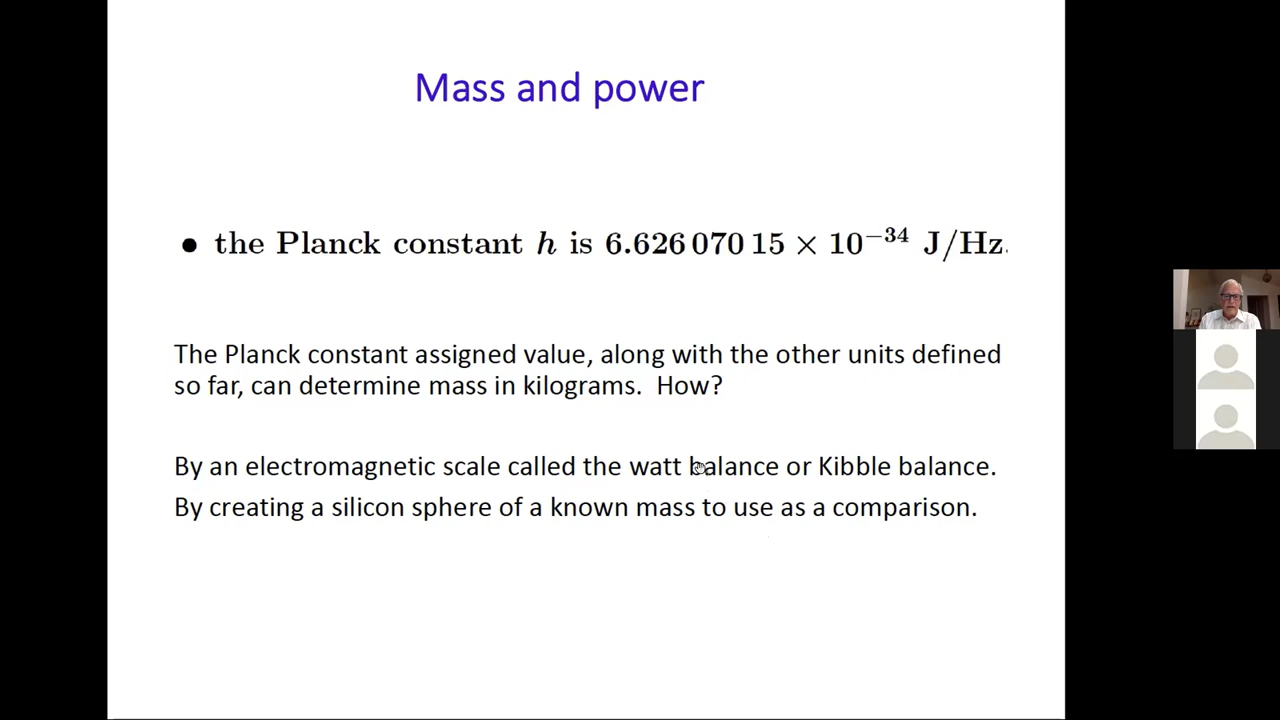 Mass and power
• the Planck constant h is 6.626 070 15 × 10⁻³⁴ J/Hz.
The Planck constant assigned value, along with the other units defined
so far, can determine mass in kilograms. How?
By an electromagnetic scale called the watt balance or Kibble balance.
By creating a silicon sphere of a known mass to use as a comparison.